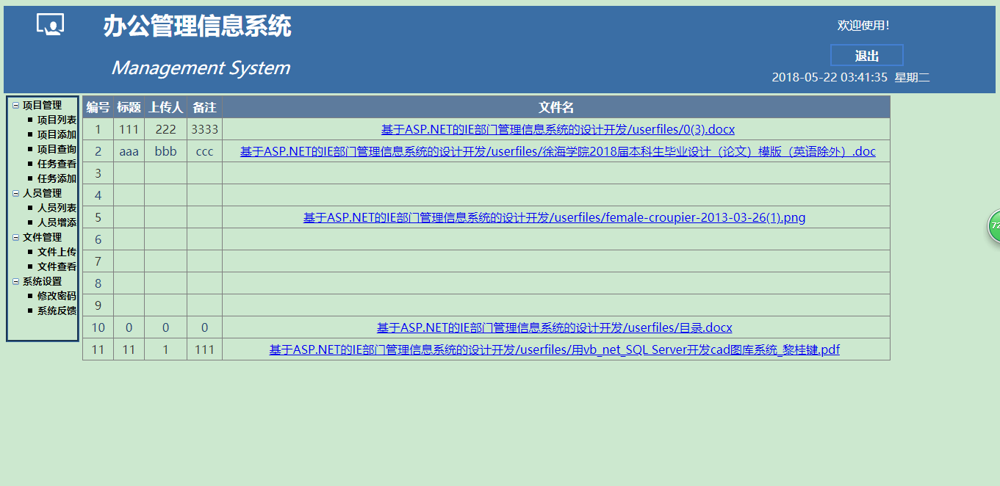 办公管理信息系统
Management System
欢迎使用!
退出
2018-05-22 03:41:35 星期二
项目管理
项目列表
项目添加
项目查询
任务查看
任务添加
人员管理
人员列表
人员增添
文件管理
文件上传
文件查看
系统设置
修改密码
系统反馈
编号 标题 上传人 备注 文件名
1 111 222 3333 基于ASP.NET的IE部门管理信息系统的设计开发/userfiles/0(3).docx
2 aaa bbb ccc 基于ASP.NET的IE部门管理信息系统的设计开发/userfiles/徐海学院2018届本科生毕业设计（论文）模版（英语除外）.doc
3
4
5 基于ASP.NET的IE部门管理信息系统的设计开发/userfiles/female-croupier-2013-03-26(1).png
6
7
8
9
10 0 0 0 基于ASP.NET的IE部门管理信息系统的设计开发/userfiles/目录.docx
11 11 1 111 基于ASP.NET的IE部门管理信息系统的设计开发/userfiles/用vb_net_SQL Server开发cad图库系统_黎桂键.pdf
72